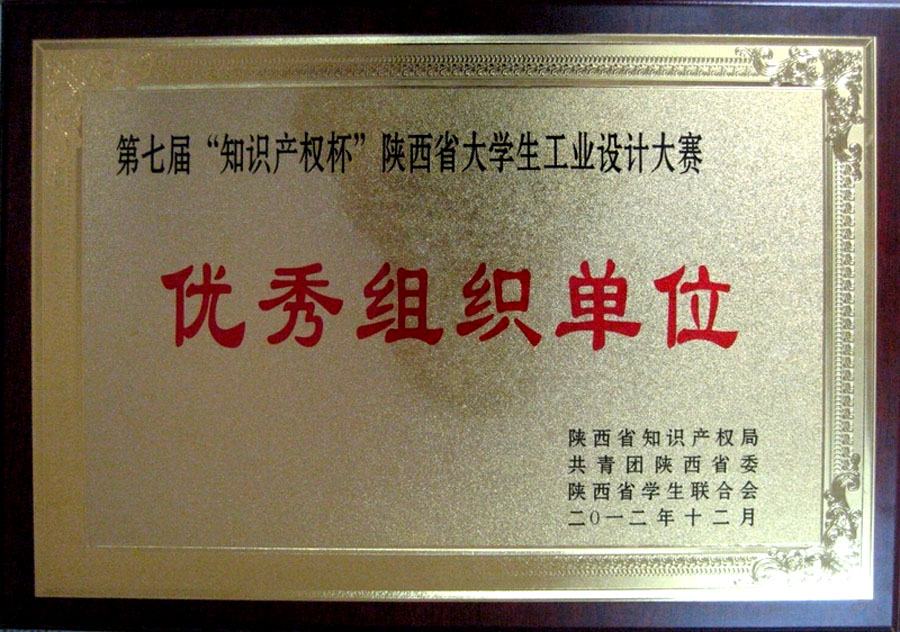 第七届“知识产权杯”陕西省大学生工业设计大赛
优秀组织单位
陕西省知识产权局
共青团陕西省委
陕西省学生联合会
二0一二年十二月